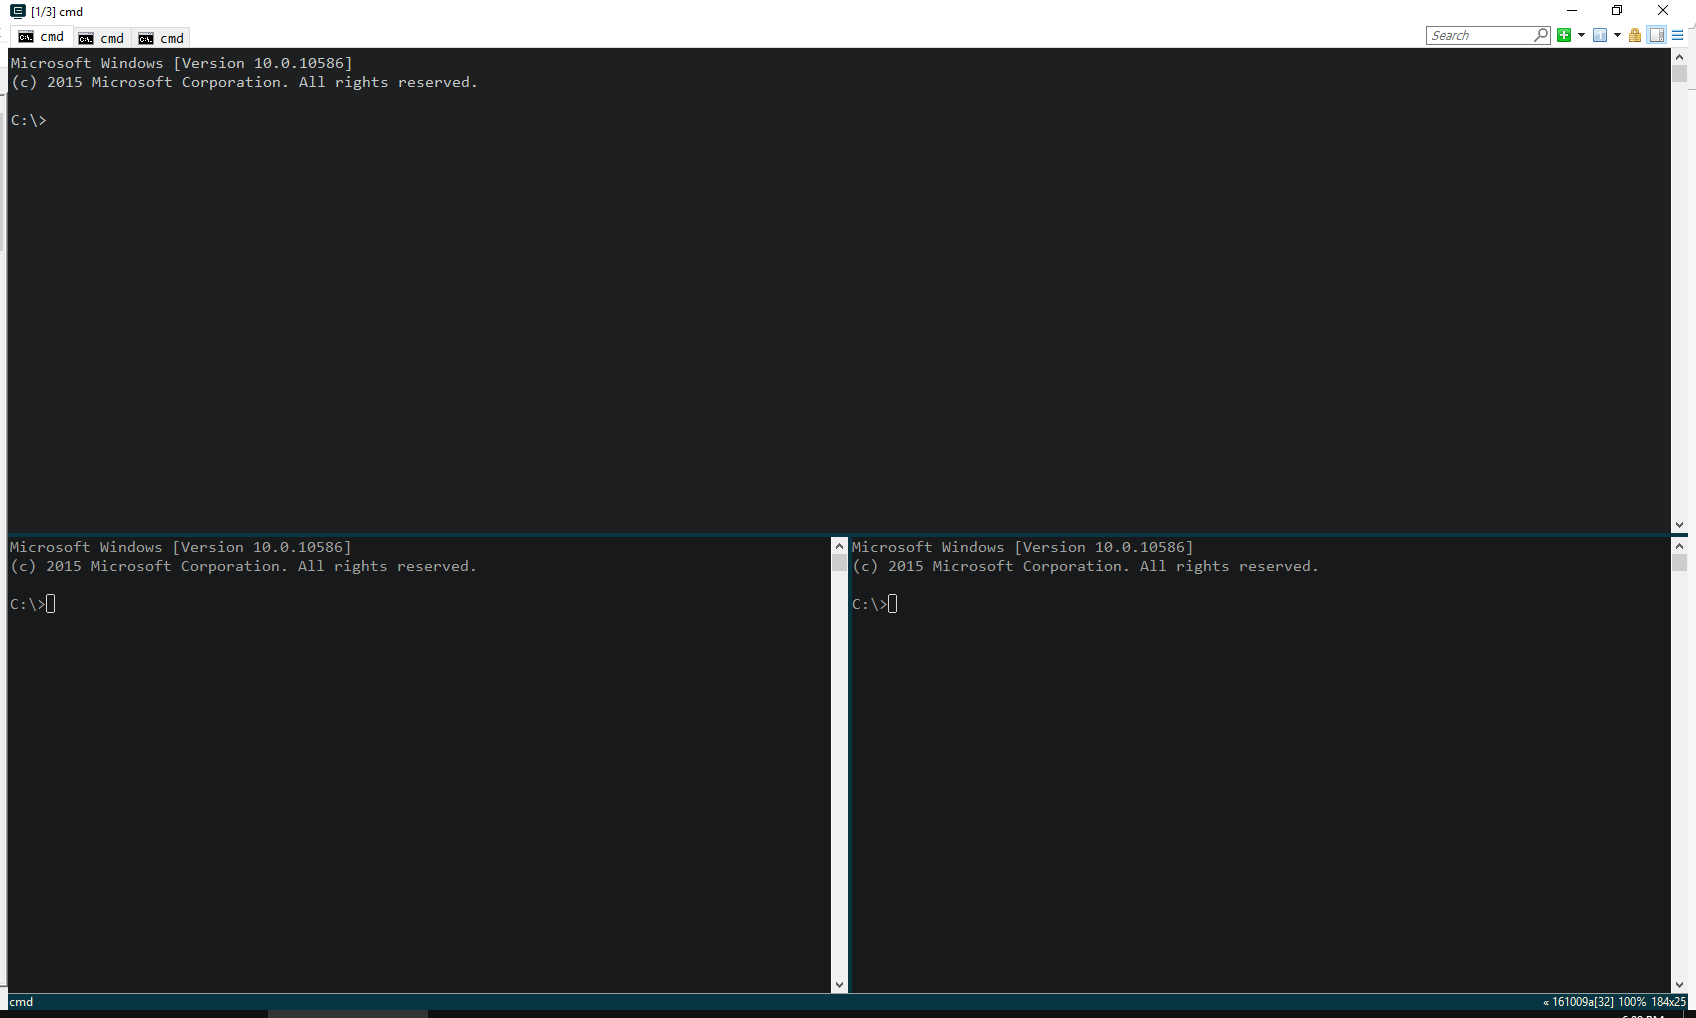 [1/3] cmd
cmd cmd cmd Search
Microsoft Windows [Version 10.0.10586]
(c) 2015 Microsoft Corporation. All rights reserved.
C:\>
Microsoft Windows [Version 10.0.10586]
(c) 2015 Microsoft Corporation. All rights reserved.
C:\>
Microsoft Windows [Version 10.0.10586]
(c) 2015 Microsoft Corporation. All rights reserved.
C:\>
cmd « 161009a[32] 100% 184x25